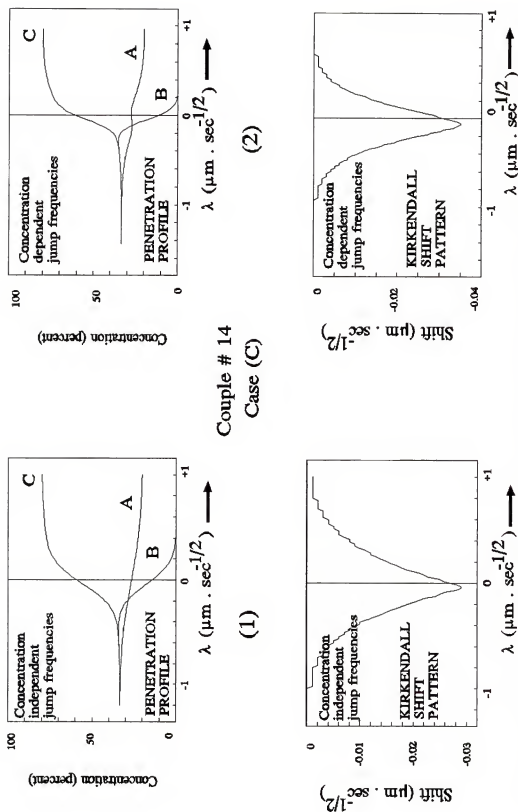 100
50
0
Concentration (percent)
Concentration
independent
jump frequencies
PENETRATION
PROFILE
C
A
B
-1
0
+1
λ (µm . sec-1/2)
(1)
100
50
0
Concentration (percent)
Concentration
dependent
jump frequencies
PENETRATION
PROFILE
C
A
B
-1
0
+1
λ (µm . sec-1/2)
(2)
Couple # 14
Case (C)
0
-0.01
-0.02
-0.03
Shift (µm . sec-1/2)
Concentration
independent
jump frequencies
KIRKENDALL
SHIFT
PATTERN
-1
0
+1
λ (µm . sec-1/2)
0
-0.02
-0.04
Shift (µm . sec-1/2)
Concentration
dependent
jump frequencies
KIRKENDALL
SHIFT
PATTERN
-1
0
+1
λ (µm . sec-1/2)